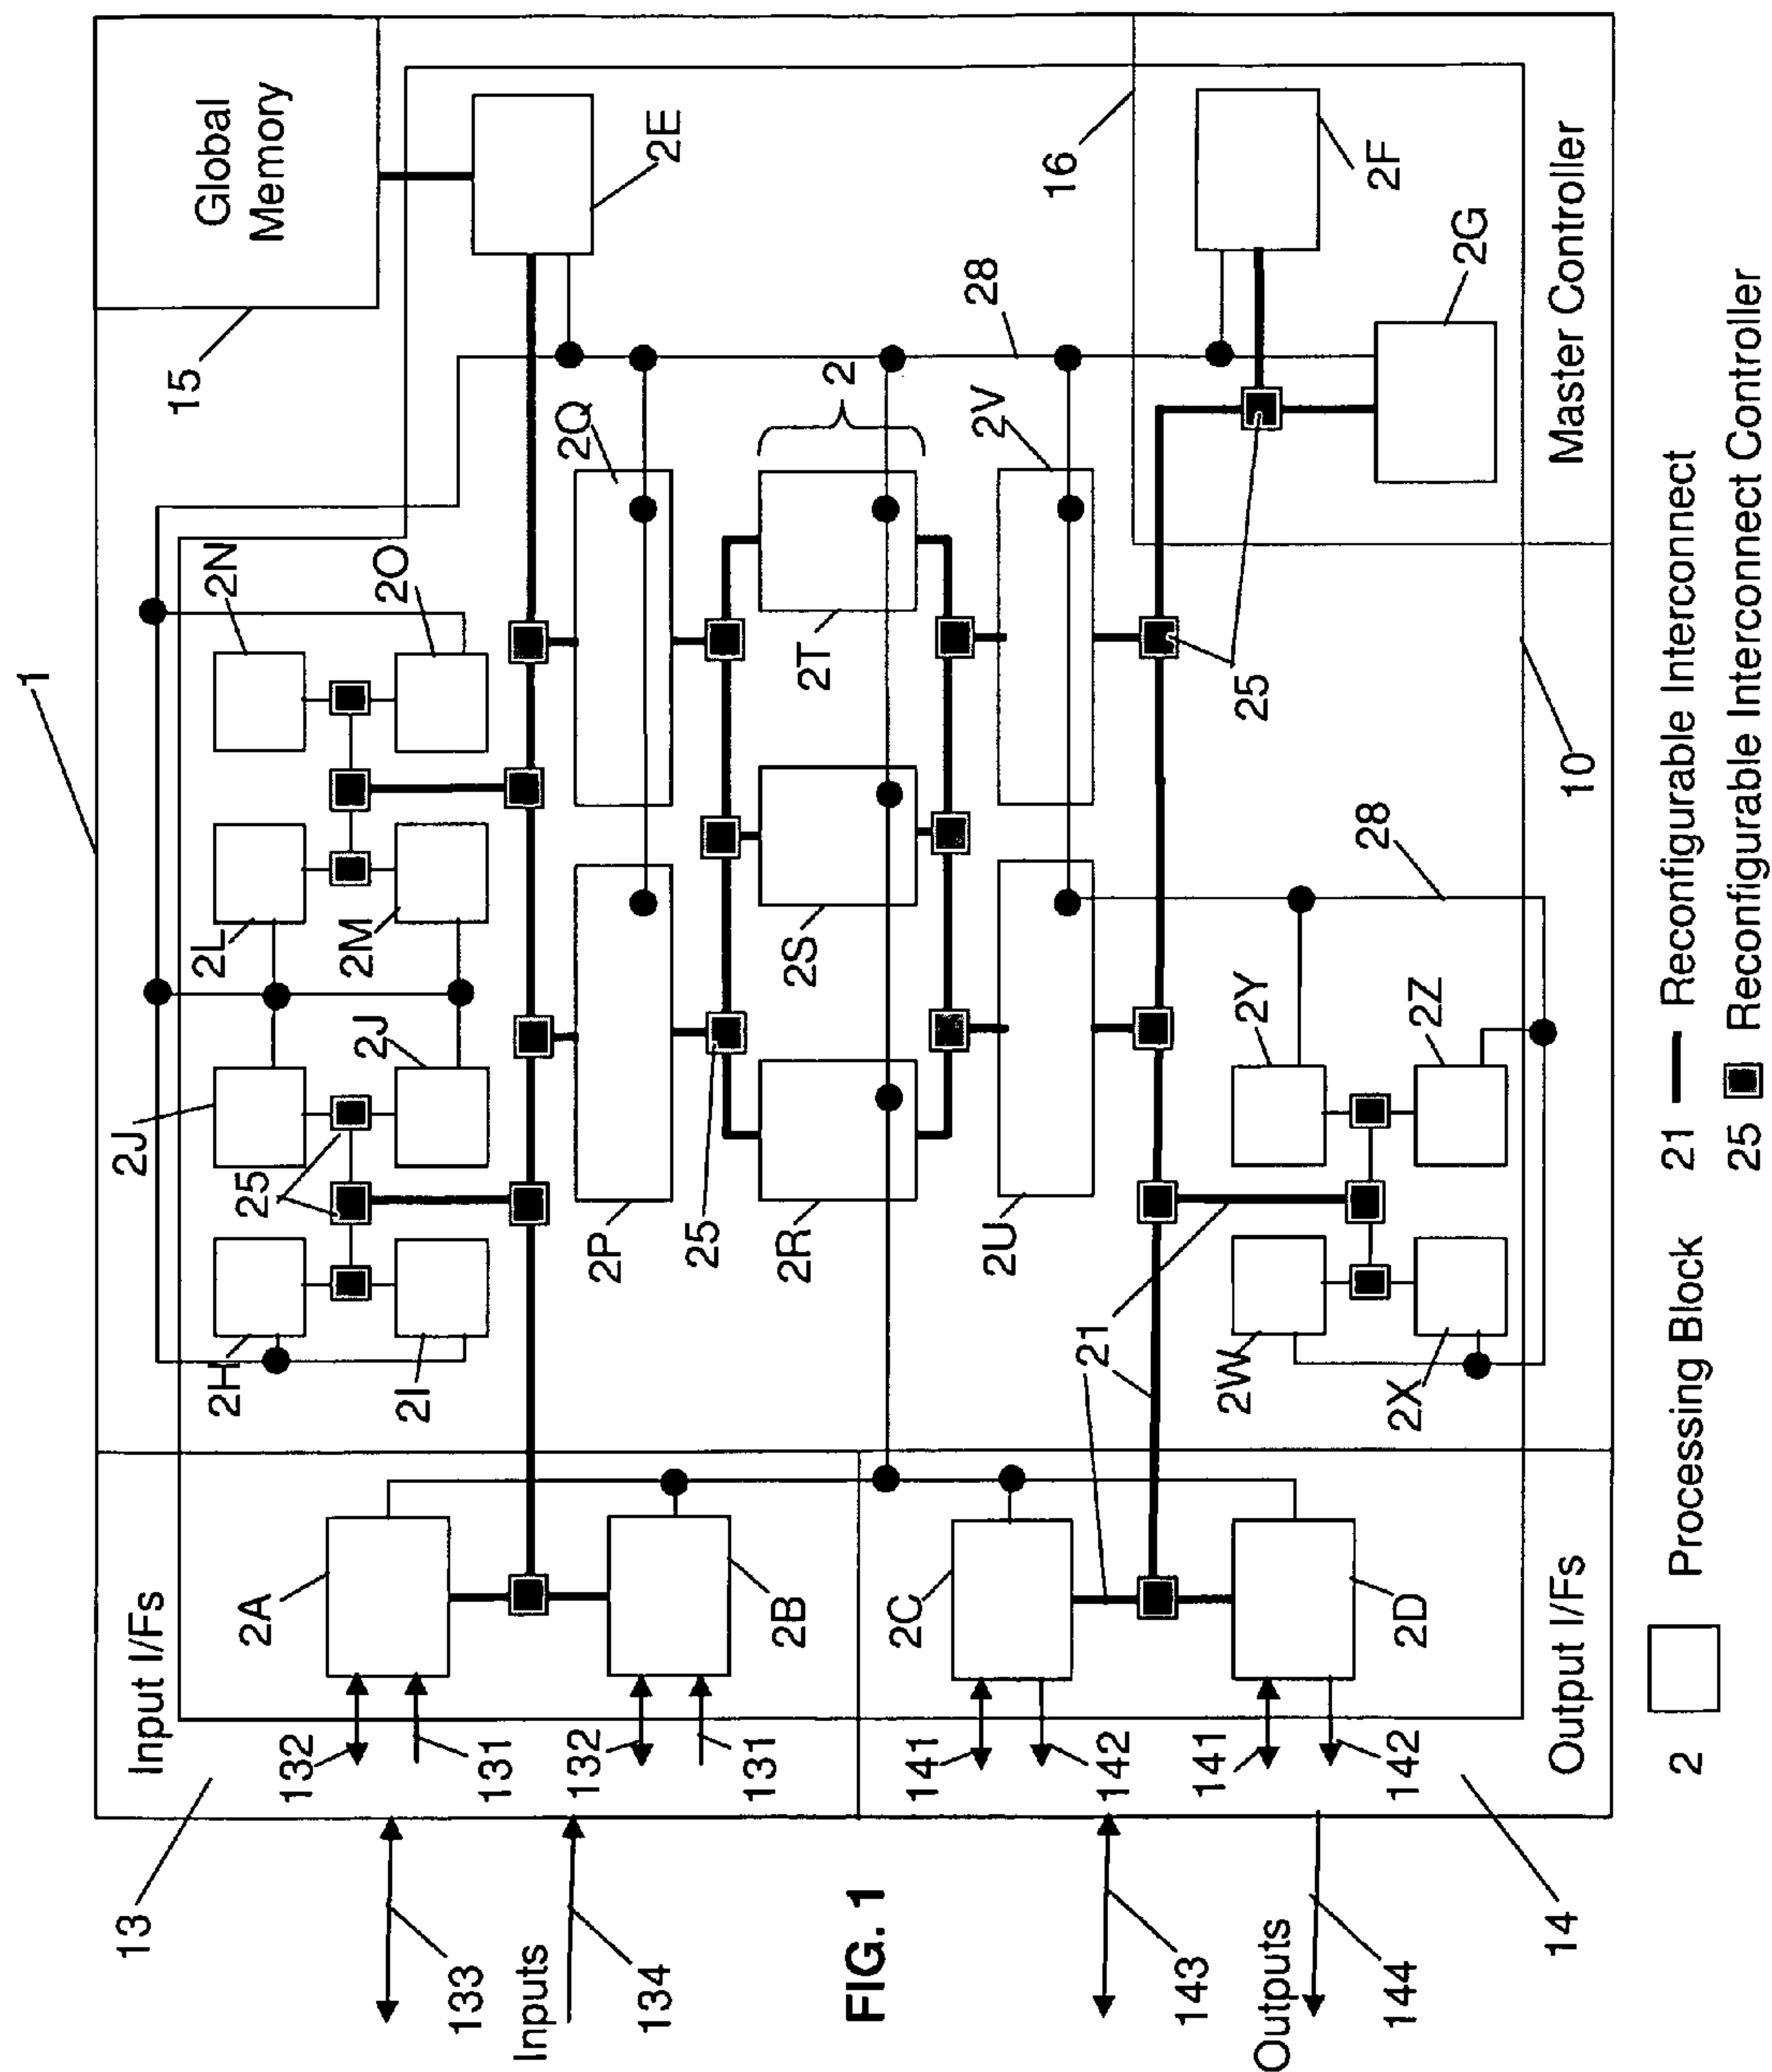 1
15
Global
Memory
2E
16
2F
2G
Master Controller
28
2N
2O
2Q
2
2V
2L
2M
2T
25
10
2J
2J
25
2P
25
2R
2S
2U
21
28
2Y
2Z
2H
2I
2W
2X
Input I/Fs
2A
2B
2C
2D
Output I/Fs
132
131
132
131
141
142
141
142
13
133
Inputs
134
FIG. 1
143
Outputs
144
14
2 Processing Block
21 Reconfigurable Interconnect
25 Reconfigurable Interconnect Controller